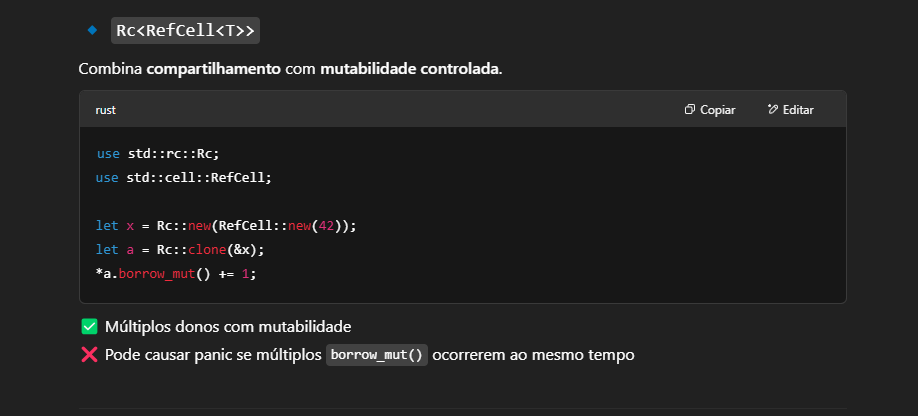 Rc<RefCell<T>>
Combina compartilhamento com mutabilidade controlada.
rust Copiar Editar
use std::rc::Rc;
use std::cell::RefCell;
let x = Rc::new(RefCell::new(42));
let a = Rc::clone(&x);
*a.borrow_mut() += 1;
✅ Múltiplos donos com mutabilidade
❌ Pode causar panic se múltiplos borrow_mut() ocorrerem ao mesmo tempo